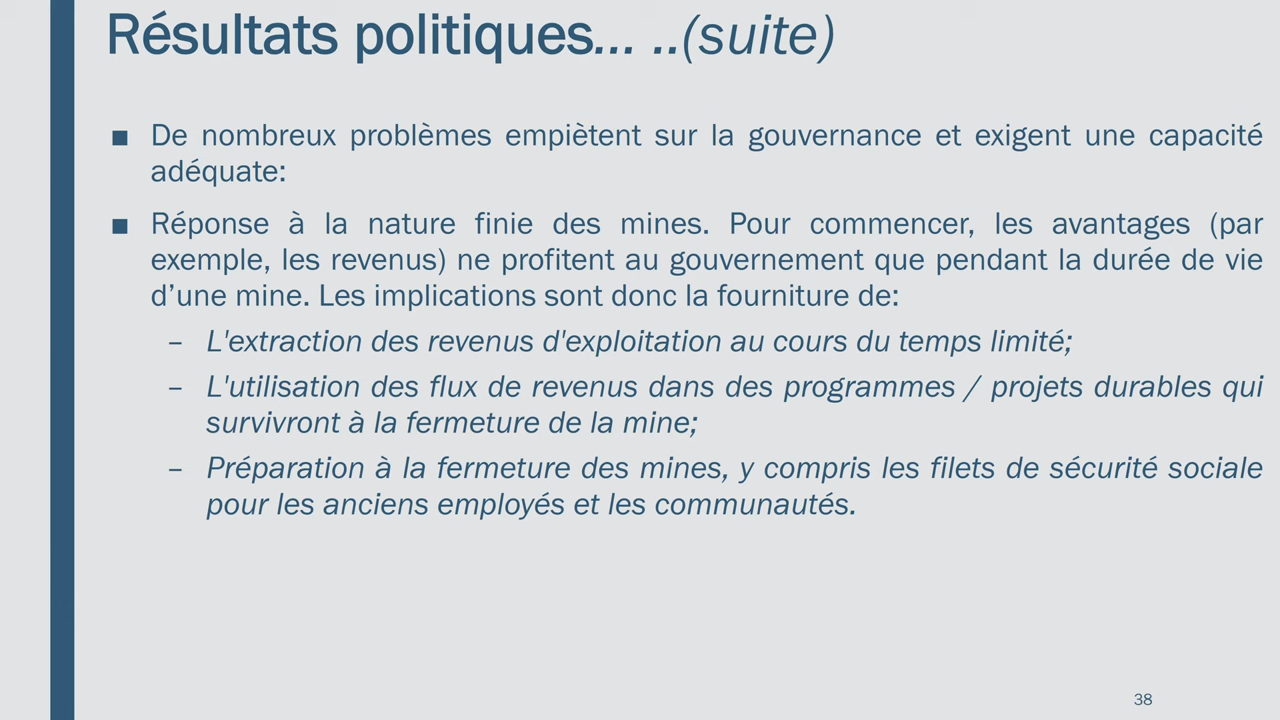 Résultats politiques... ..(suite)
■ De nombreux problèmes empiètent sur la gouvernance et exigent une capacité
adéquate:
■ Réponse à la nature finie des mines. Pour commencer, les avantages (par
exemple, les revenus) ne profitent au gouvernement que pendant la durée de vie
d’une mine. Les implications sont donc la fourniture de:
– L'extraction des revenus d'exploitation au cours du temps limité;
– L'utilisation des flux de revenus dans des programmes / projets durables qui
survivront à la fermeture de la mine;
– Préparation à la fermeture des mines, y compris les filets de sécurité sociale
pour les anciens employés et les communautés.
38